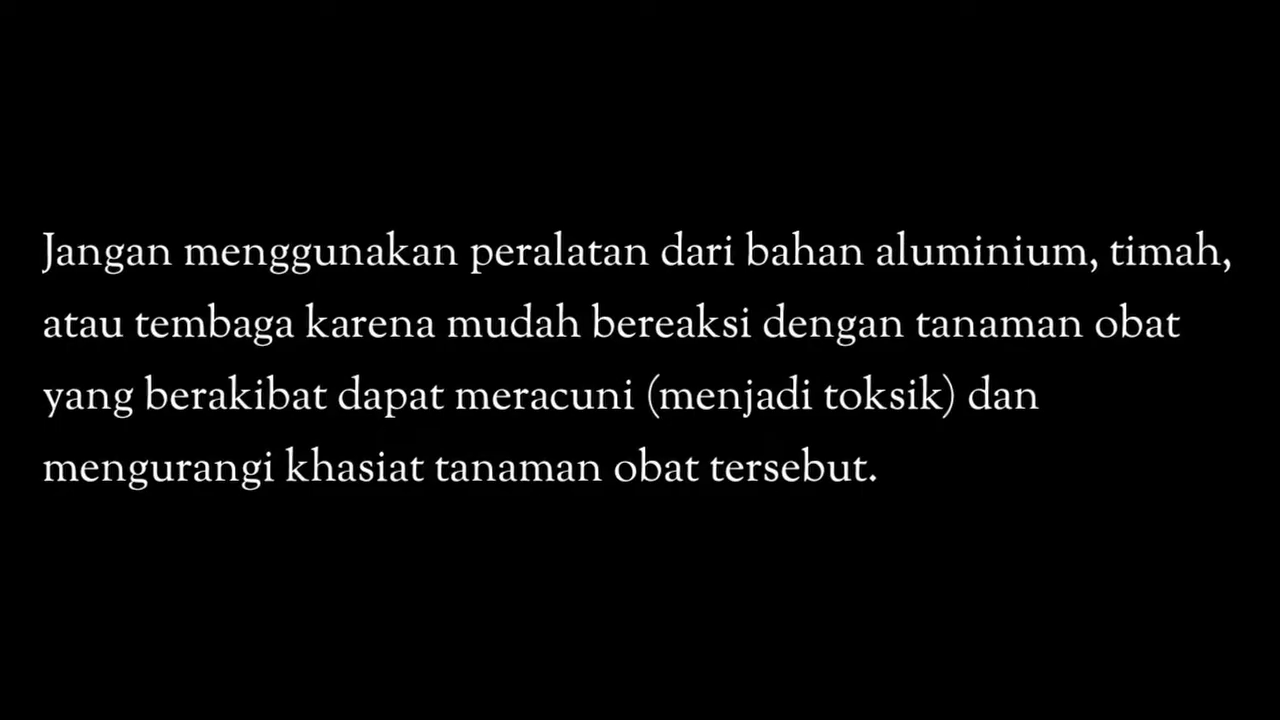 Jangan menggunakan peralatan dari bahan aluminium, timah,
atau tembaga karena mudah bereaksi dengan tanaman obat
yang berakibat dapat meracuni (menjadi toksik) dan
mengurangi khasiat tanaman obat tersebut.